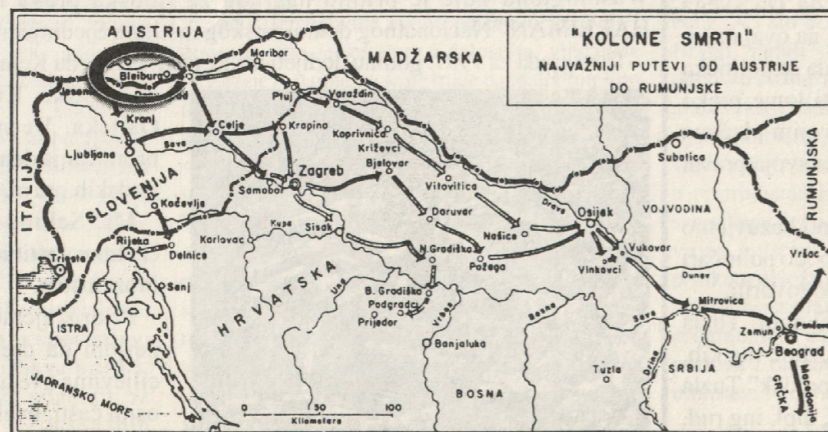 "KOLONE SMRTI"
NAJVAŽNIJI PUTEVI OD AUSTRIJE
DO RUMUNJSKE
AUSTRIJA
MADŽARSKA
RUMUNJSKA
ITALIJA
SLOVENIJA
HRVATSKA
VOJVODINA
BOSNA
SRBIJA
ISTRA
JADRANSKO MORE
Bleiburg
Maribor
Ptuj
Varaždin
Kranj
Celje
Krapina
Koprivnica
Križevci
Ljubljana
Sava
Zagreb
Bjelovar
Samobor
Virovitica
Subotica
Kočevlje
Kupa
Sisak
Daruvar
Drava
Osijek
Rijeka
Delnice
Karlovac
Našice
Vukovar
Trieste
N.Gradiška
Požega
Vinkovci
Dunav
Vršac
Senj
Una
B. Gradiška
Podgradci
Prijedor
Vrbas
Banjaluka
Bosna
Sava
Mitrovica
Zemun
Pančevo
Beograd
Tuzla
Drina
Macedonija
GRČKA
0 50 100
Kilometers